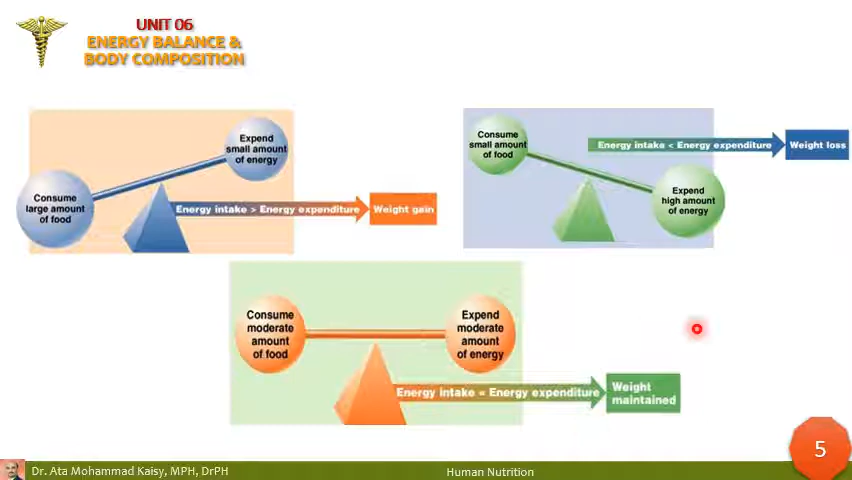 UNIT 06
ENERGY BALANCE &
BODY COMPOSITION
Expend
small amount
of energy
Consume
large amount
of food
Energy intake > Energy expenditure
Weight gain
Consume
small amount
of food
Energy intake < Energy expenditure
Weight loss
Expend
high amount
of energy
Consume
moderate
amount
of food
Expend
moderate
amount
of energy
Energy intake = Energy expenditure
Weight
maintained
5
Dr. Ata Mohammad Kaisy, MPH, DrPH
Human Nutrition